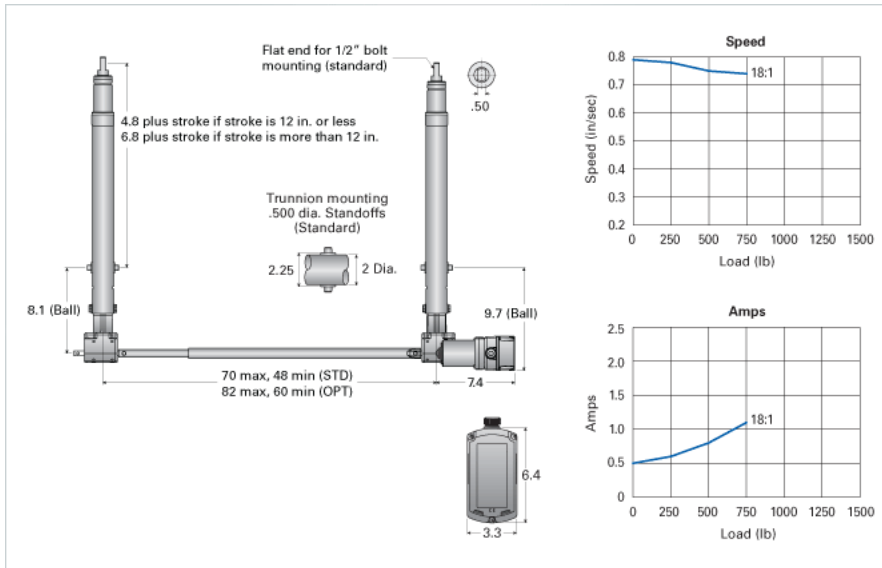 Flat end for 1/2" bolt
mounting (standard)
.50
4.8 plus stroke if stroke is 12 in. or less
6.8 plus stroke if stroke is more than 12 in.
Trunnion mounting
.500 dia. Standoffs
(Standard)
2.25
2 Dia.
8.1 (Ball)
9.7 (Ball)
70 max, 48 min (STD)
82 max, 60 min (OPT)
7.4
6.4
3.3
Speed
Speed (in/sec)
0.8
0.7
0.6
0.5
0.4
0.3
0.2
18:1
0 250 500 750 1000 1250 1500
Load (lb)
Amps
Amps
2.5
2.0
1.5
1.0
0.5
0
18:1
0 250 500 750 1000 1250 1500
Load (lb)